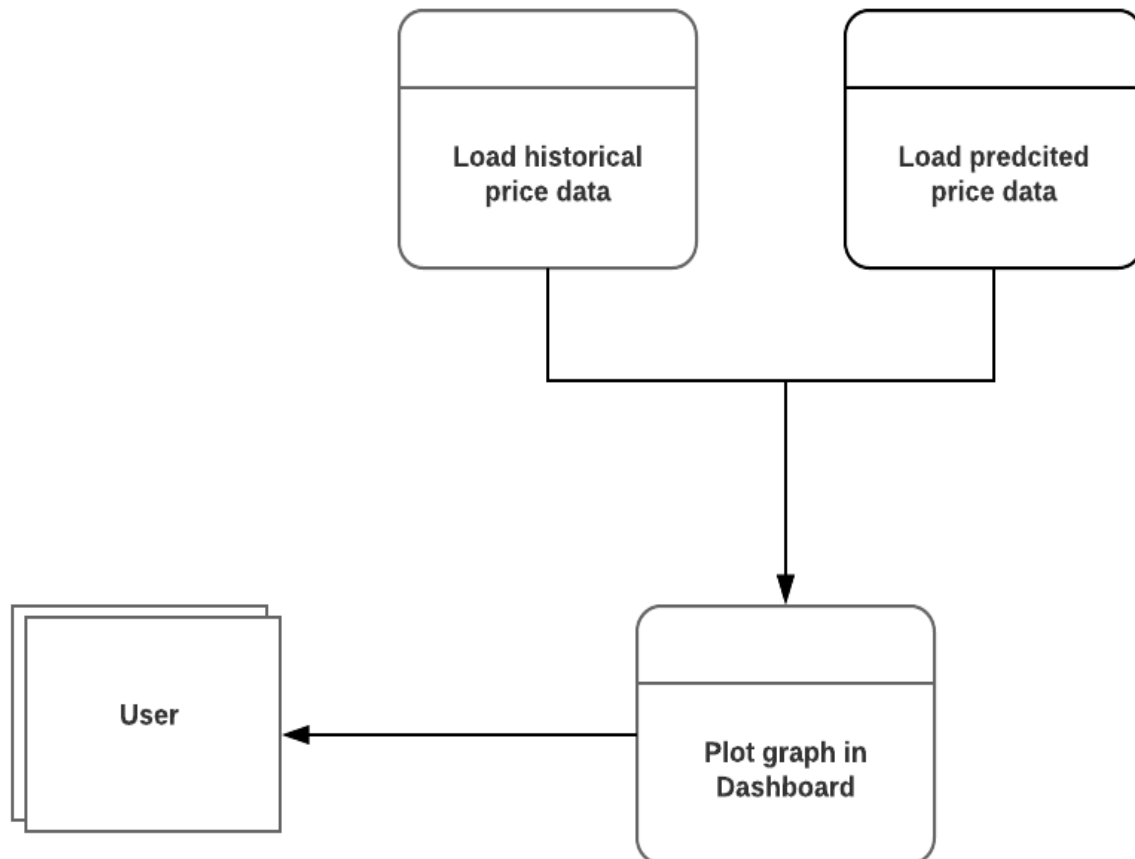 Load historical
price data
Load predcited
price data
User
Plot graph in
Dashboard